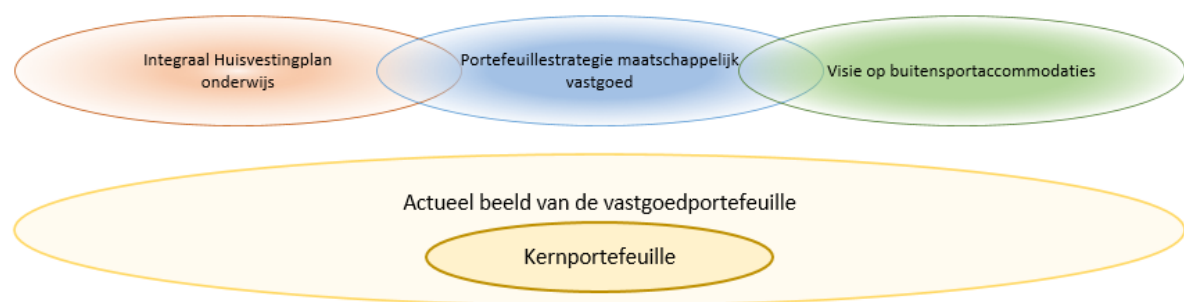 Integraal Huisvestingplan
onderwijs
Portefeuillestrategie maatschappelijk
vastgoed
Visie op buitensportaccommodaties
Actueel beeld van de vastgoedportefeuille
Kernportefeuille